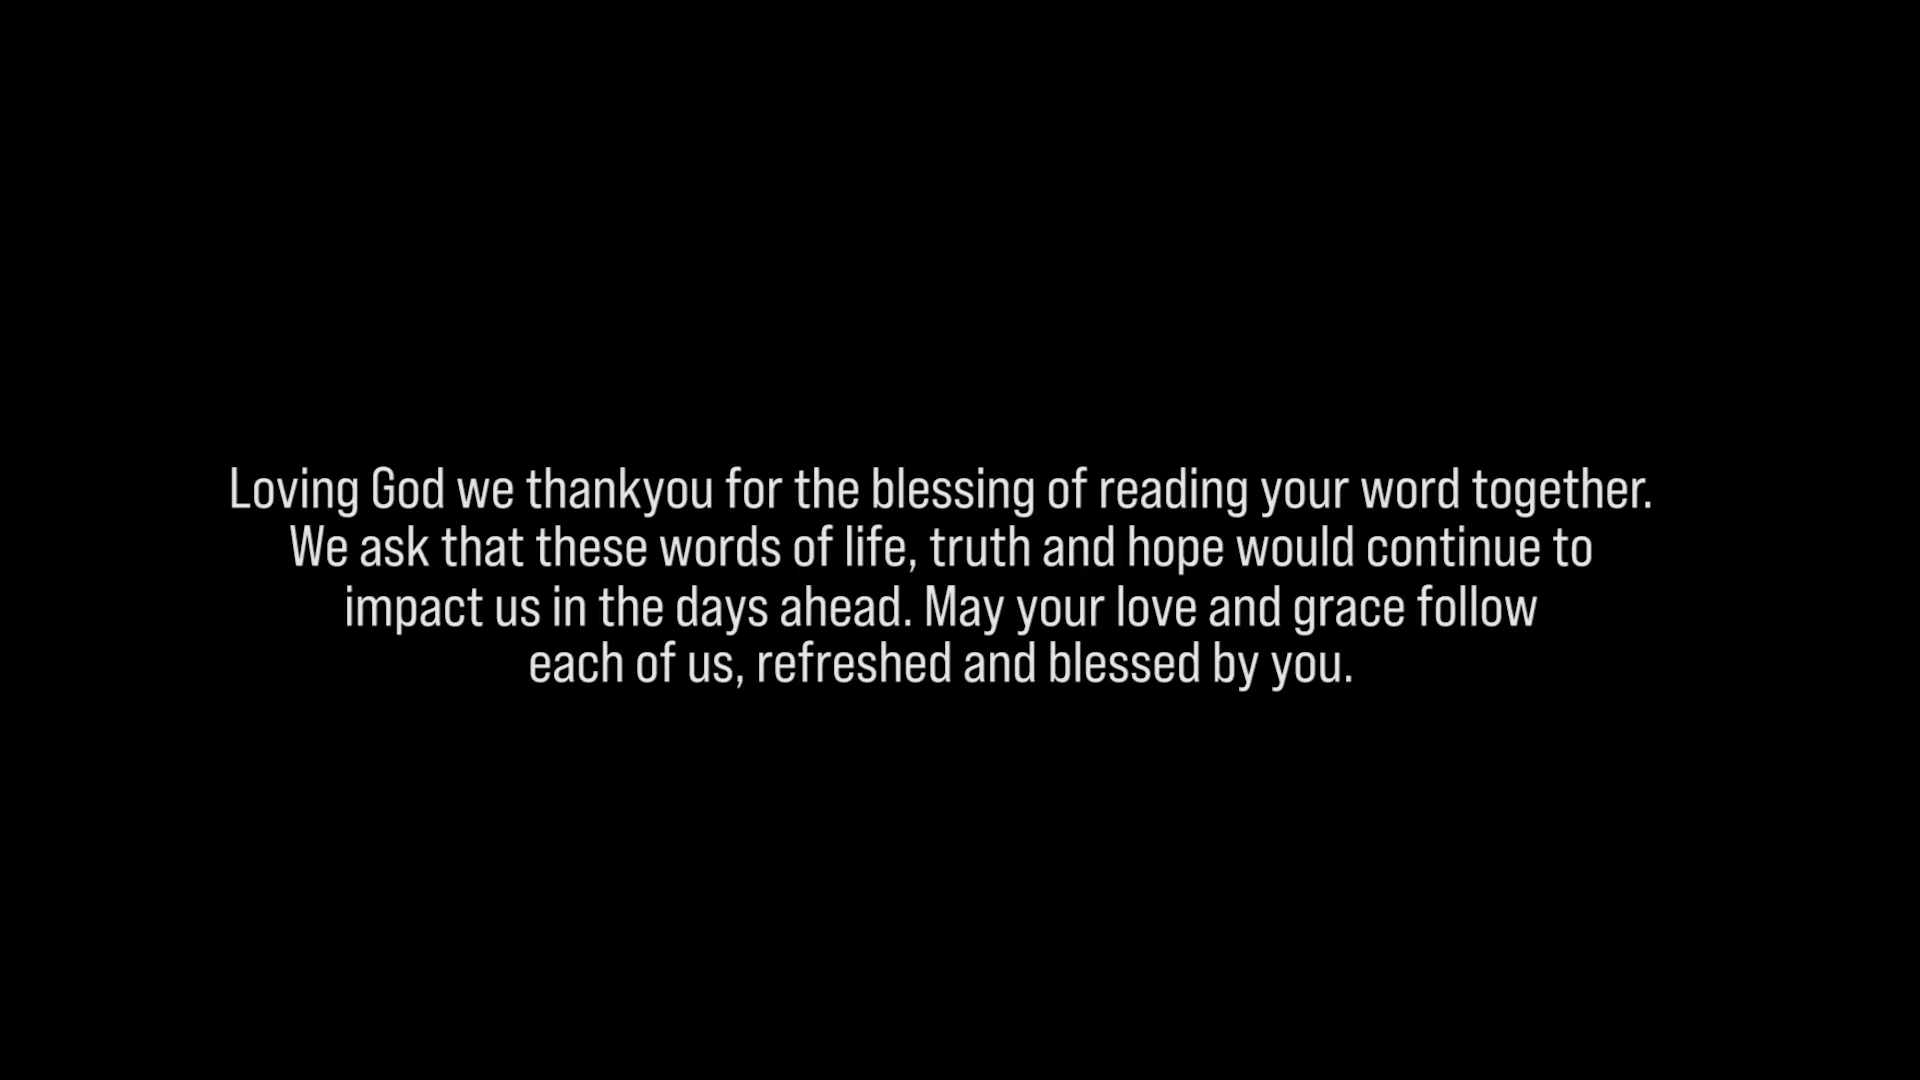 Loving God we thankyou for the blessing of reading your word together.
We ask that these words of life, truth and hope would continue to
impact us in the days ahead. May your love and grace follow
each of us, refreshed and blessed by you.